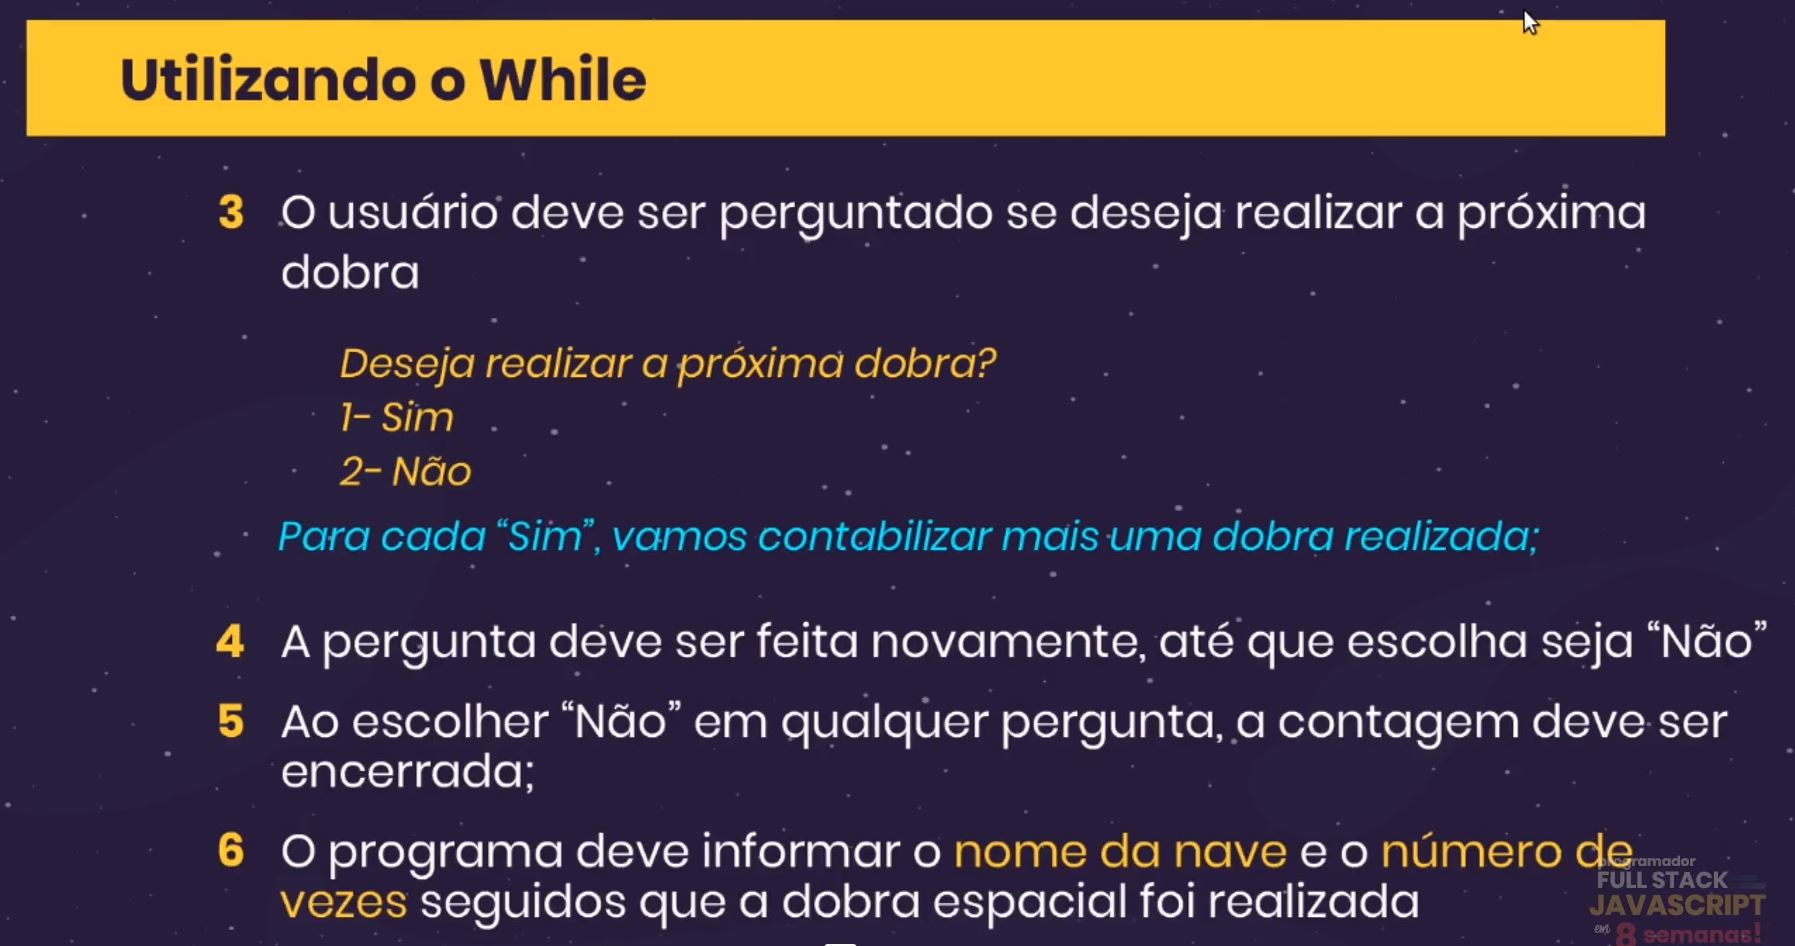 Utilizando o While
3 O usuário deve ser perguntado se deseja realizar a próxima
dobra
Deseja realizar a próxima dobra?
1- Sim
2- Não
Para cada “Sim”, vamos contabilizar mais uma dobra realizada;
4 A pergunta deve ser feita novamente, até que escolha seja “Não”
5 Ao escolher “Não” em qualquer pergunta, a contagem deve ser
encerrada;
6 O programa deve informar o nome da nave e o número de
vezes seguidos que a dobra espacial foi realizada
programador
FULL STACK
JAVASCRIPT
em 8 semanas!